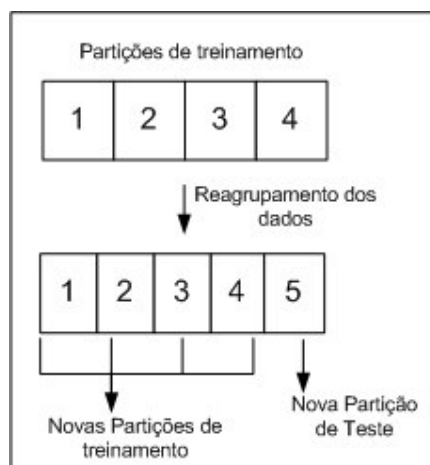 Partições de treinamento
1 2 3 4
Reagrupamento dos
dados
1 2 3 4 5
Novas Partições de
treinamento
Nova Partição
de Teste